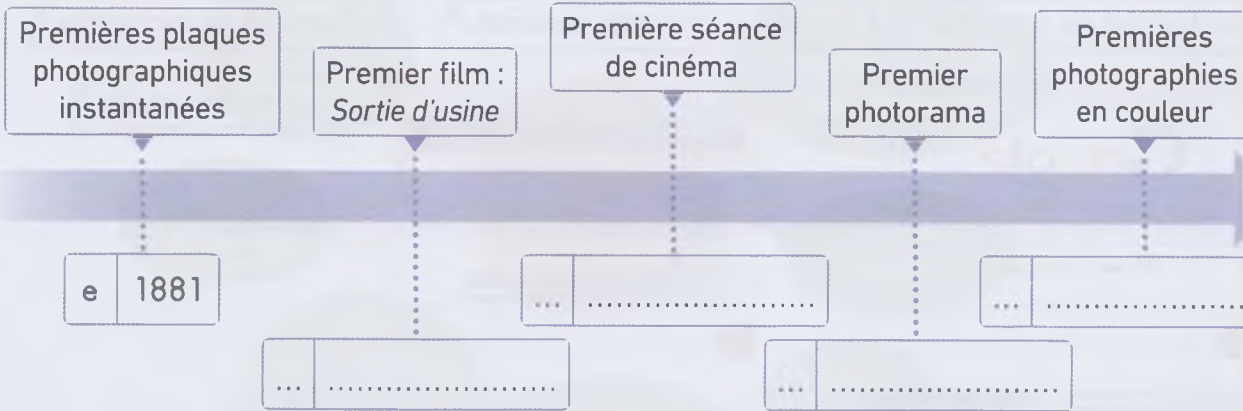 Premières plaques
photographiques
instantanées
Premier film :
Sortie d'usine
Première séance
de cinéma
Premier
photorama
Premières
photographies
en couleur
e 1881
... .......................
... .......................
... .......................
... .......................